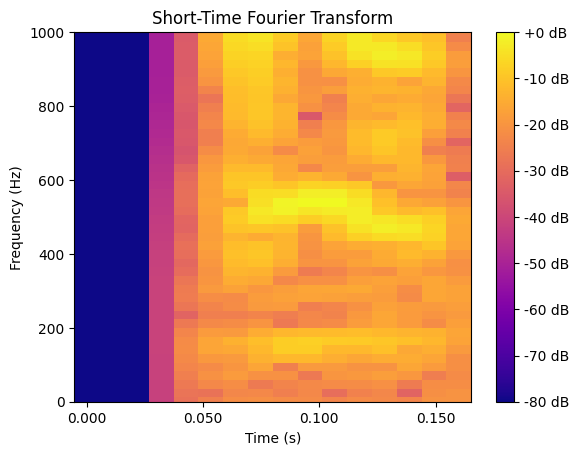 Short-Time Fourier Transform
1000
800
600
400
200
0
Frequency (Hz)
0.000
0.050
0.100
0.150
Time (s)
+0 dB
-10 dB
-20 dB
-30 dB
-40 dB
-50 dB
-60 dB
-70 dB
-80 dB